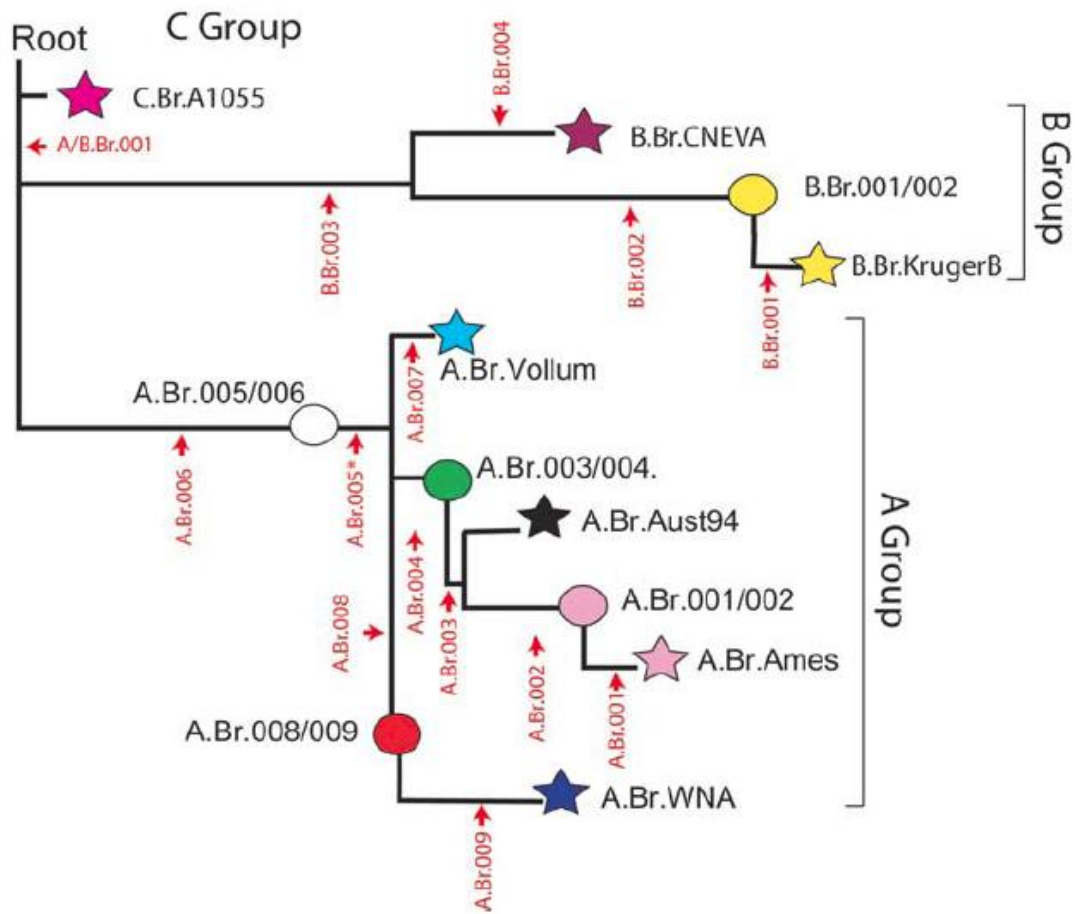 C Group
Root
B.Br.004
C.Br.A1055
A/B.Br.001
B.Br.CNEVA
B.Br.001/002
B Group
B.Br.003
B.Br.002
B.Br.KrugerB
B.Br.001
A.Br.Vollum
A.Br.007
A.Br.005/006
A.Br.006
A.Br.005*
A.Br.003/004.
A.Br.Aust94
A Group
A.Br.004
A.Br.001/002
A.Br.008
A.Br.003
A.Br.Ames
A.Br.002
A.Br.001
A.Br.008/009
A.Br.WNA
A.Br.009